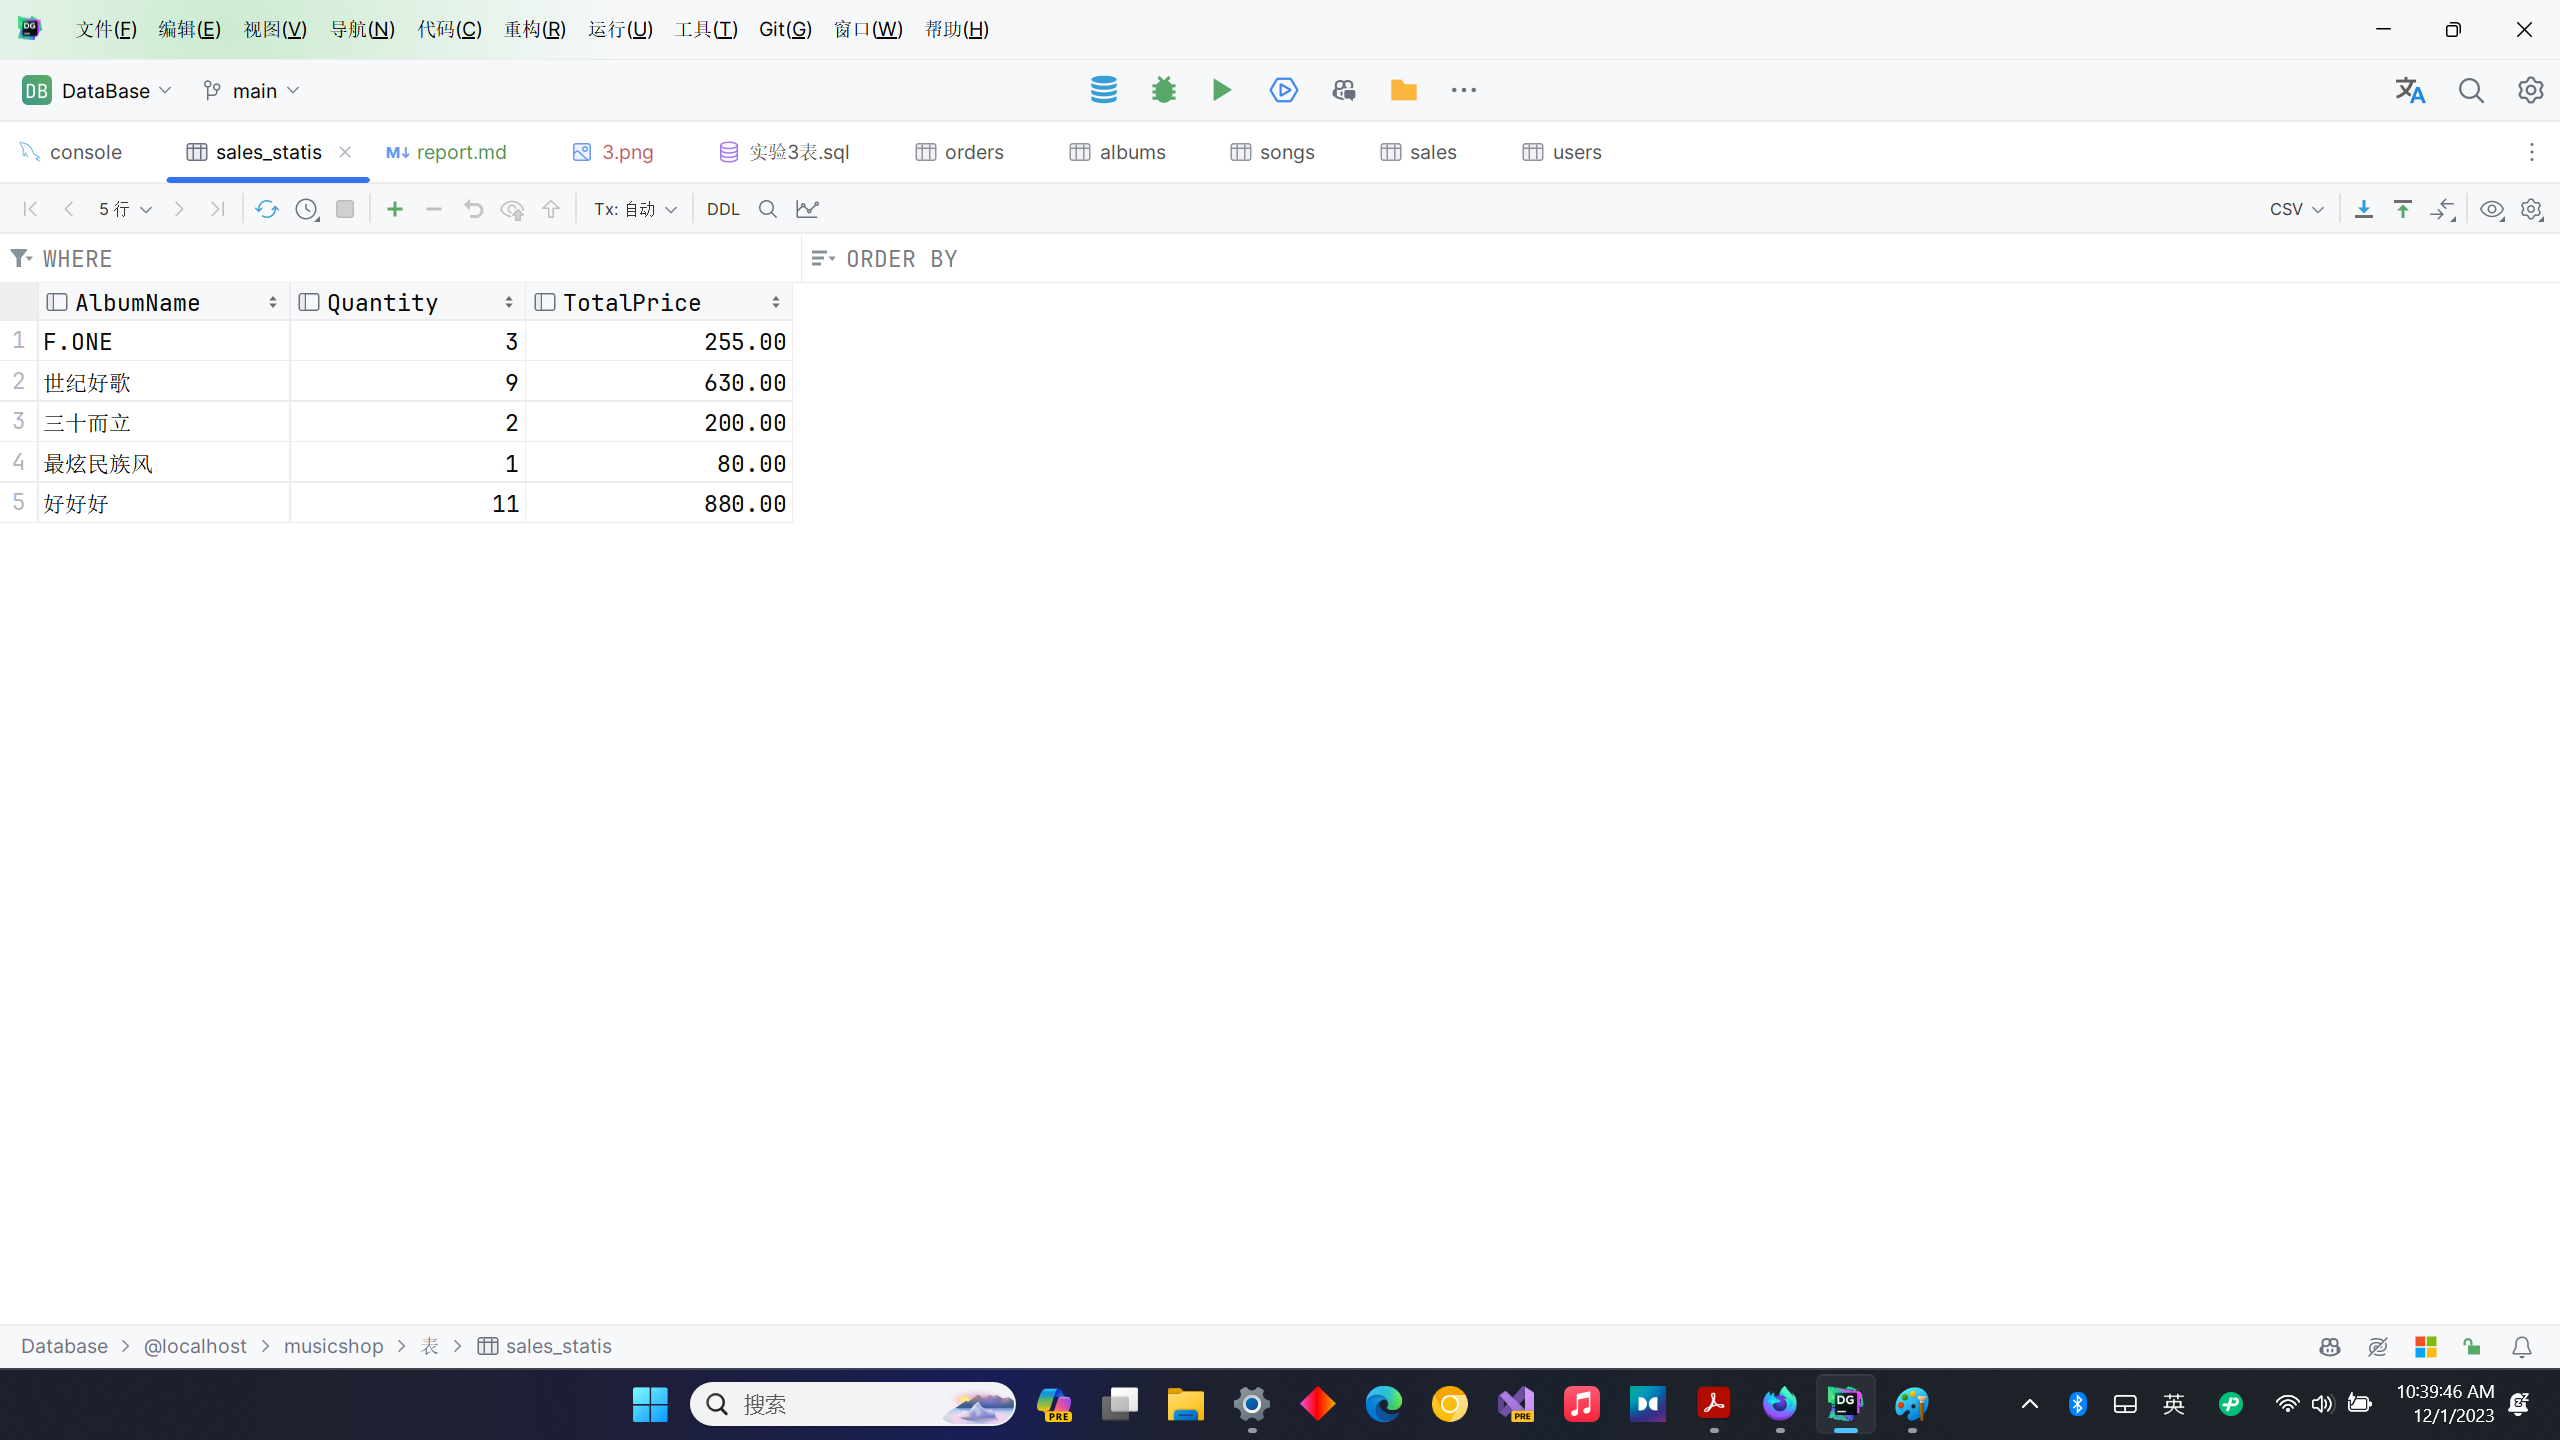 文件(F) 编辑(E) 视图(V) 导航(N) 代码(C) 重构(R) 运行(U) 工具(T) Git(G) 窗口(W) 帮助(H)
DB DataBase main
console sales_statis report.md 3.png 实验3表.sql orders albums songs sales users
5 行 Tx: 自动 DDL CSV
WHERE ORDER BY
AlbumName Quantity TotalPrice
1 F.ONE 3 255.00
2 世纪好歌 9 630.00
3 三十而立 2 200.00
4 最炫民族风 1 80.00
5 好好好 11 880.00
Database @localhost musicshop 表 sales_statis
搜索 PRE PRE DG 英 10:39:46 AM
12/1/2023